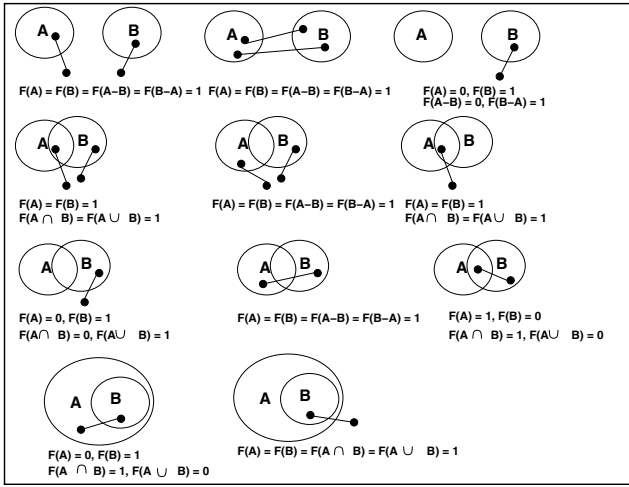 A B A B A B
F(A) = F(B) = F(A−B) = F(B−A) = 1 F(A) = F(B) = F(A−B) = F(B−A) = 1 F(A) = 0, F(B) = 1
F(A−B) = 0, F(B−A) = 1
A B A B A B
F(A) = F(B) = 1 F(A) = F(B) = F(A−B) = F(B−A) = 1 F(A) = F(B) = 1
F(A ∩ B) = F(A ∪ B) = 1 F(A ∩ B) = F(A ∪ B) = 1
A B A B A B
F(A) = 0, F(B) = 1 F(A) = F(B) = F(A−B) = F(B−A) = 1 F(A) = 1, F(B) = 0
F(A∩ B) = 0, F(A∪ B) = 1 F(A ∩ B) = 1, F(A∪ B) = 0
A B A B
F(A) = 0, F(B) = 1 F(A) = F(B) = F(A ∩ B) = F(A ∪ B) = 1
F(A ∩ B) = 1, F(A ∪ B) = 0